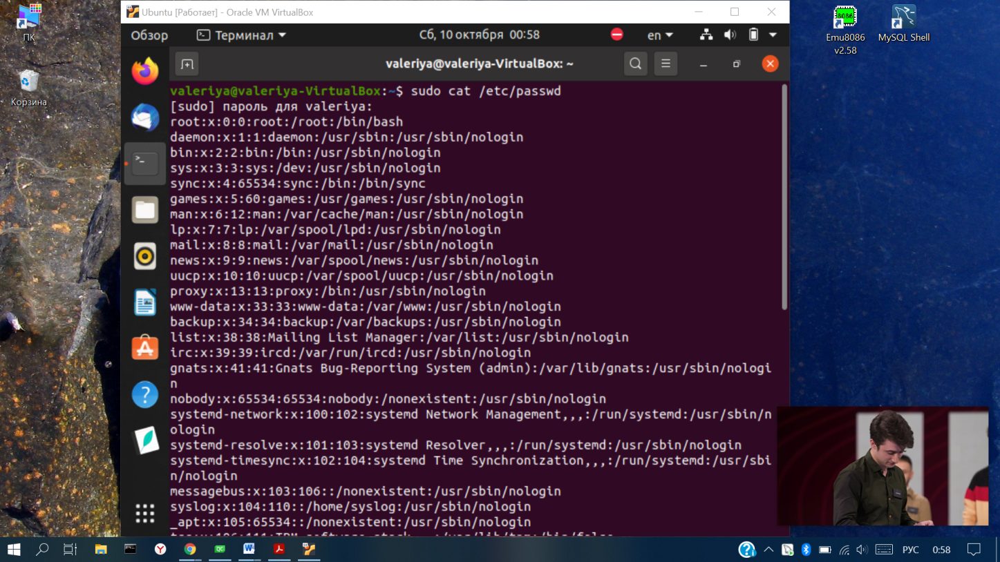 Ubuntu [Работает] - Oracle VM VirtualBox
ПК
Корзина
8086
Emu8086
v2.58
MySQL Shell
Обзор
Терминал
Сб, 10 октября 00:58
en
valeriya@valeriya-VirtualBox: ~
valeriya@valeriya-VirtualBox:~$ sudo cat /etc/passwd
[sudo] пароль для valeriya:
root:x:0:0:root:/root:/bin/bash
daemon:x:1:1:daemon:/usr/sbin:/usr/sbin/nologin
bin:x:2:2:bin:/bin:/usr/sbin/nologin
sys:x:3:3:sys:/dev:/usr/sbin/nologin
sync:x:4:65534:sync:/bin:/bin/sync
games:x:5:60:games:/usr/games:/usr/sbin/nologin
man:x:6:12:man:/var/cache/man:/usr/sbin/nologin
lp:x:7:7:lp:/var/spool/lpd:/usr/sbin/nologin
mail:x:8:8:mail:/var/mail:/usr/sbin/nologin
news:x:9:9:news:/var/spool/news:/usr/sbin/nologin
uucp:x:10:10:uucp:/var/spool/uucp:/usr/sbin/nologin
proxy:x:13:13:proxy:/bin:/usr/sbin/nologin
www-data:x:33:33:www-data:/var/www:/usr/sbin/nologin
backup:x:34:34:backup:/var/backups:/usr/sbin/nologin
list:x:38:38:Mailing List Manager:/var/list:/usr/sbin/nologin
irc:x:39:39:ircd:/var/run/ircd:/usr/sbin/nologin
gnats:x:41:41:Gnats Bug-Reporting System (admin):/var/lib/gnats:/usr/sbin/nologi
n
nobody:x:65534:65534:nobody:/nonexistent:/usr/sbin/nologin
systemd-network:x:100:102:systemd Network Management,,,:/run/systemd:/usr/sbin/n
ologin
systemd-resolve:x:101:103:systemd Resolver,,,:/run/systemd:/usr/sbin/nologin
systemd-timesync:x:102:104:systemd Time Synchronization,,,:/run/systemd:/usr/sbi
n/nologin
messagebus:x:103:106::/nonexistent:/usr/sbin/nologin
syslog:x:104:110::/home/syslog:/usr/sbin/nologin
_apt:x:105:65534::/nonexistent:/usr/sbin/nologin
РУС
0:58